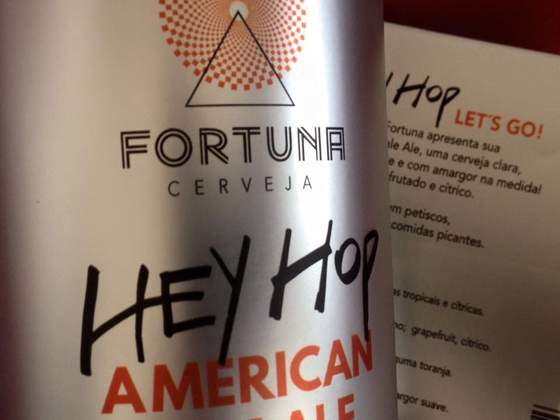 FORTUNA
CERVEJA
HEY HOP
AMERICAN
ALE
HOP LET'S GO!
Fortuna apresenta sua
Ale, uma cerveja clara,
e e com amargor na medida!
frutado e cítrico.
petiscos,
comidas picantes.
tropicais e cítricas.
grapefruit, cítrico.
uma toranja.
suave.